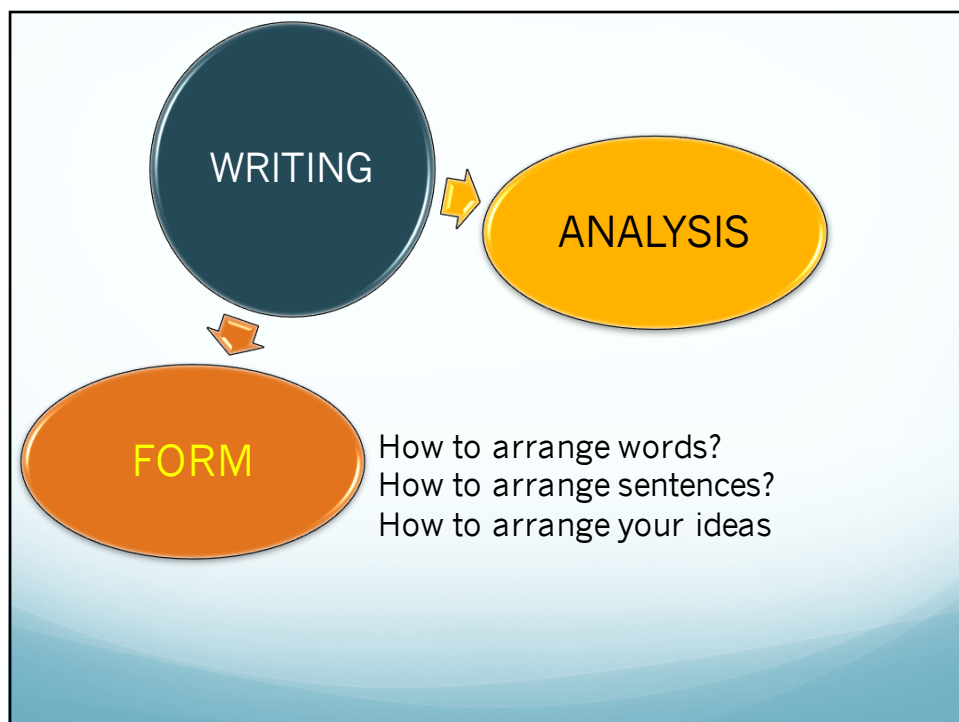 WRITING
ANALYSIS
FORM
How to arrange words?
How to arrange sentences?
How to arrange your ideas